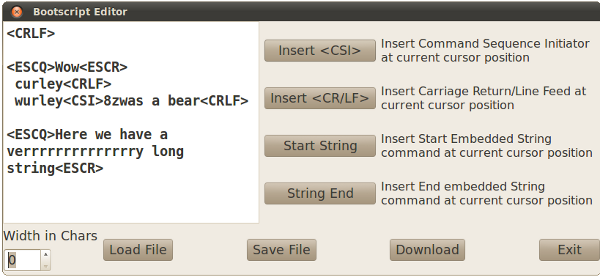 Bootscript Editor
<CRLF>
<ESCQ>Wow<ESCR>
curley<CRLF>
wurley<CSI>8zwas a bear<CRLF>
<ESCQ>Here we have a
verrrrrrrrrrrrrry long
string<ESCR>
Insert <CSI>
Insert Command Sequence Initiator
at current cursor position
Insert <CR/LF>
Insert Carriage Return/Line Feed at
current cursor position
Start String
Insert Start Embedded String
command at current cursor position
String End
Insert End embedded String
command at current cursor position
Width in Chars
0
Load File
Save File
Download
Exit